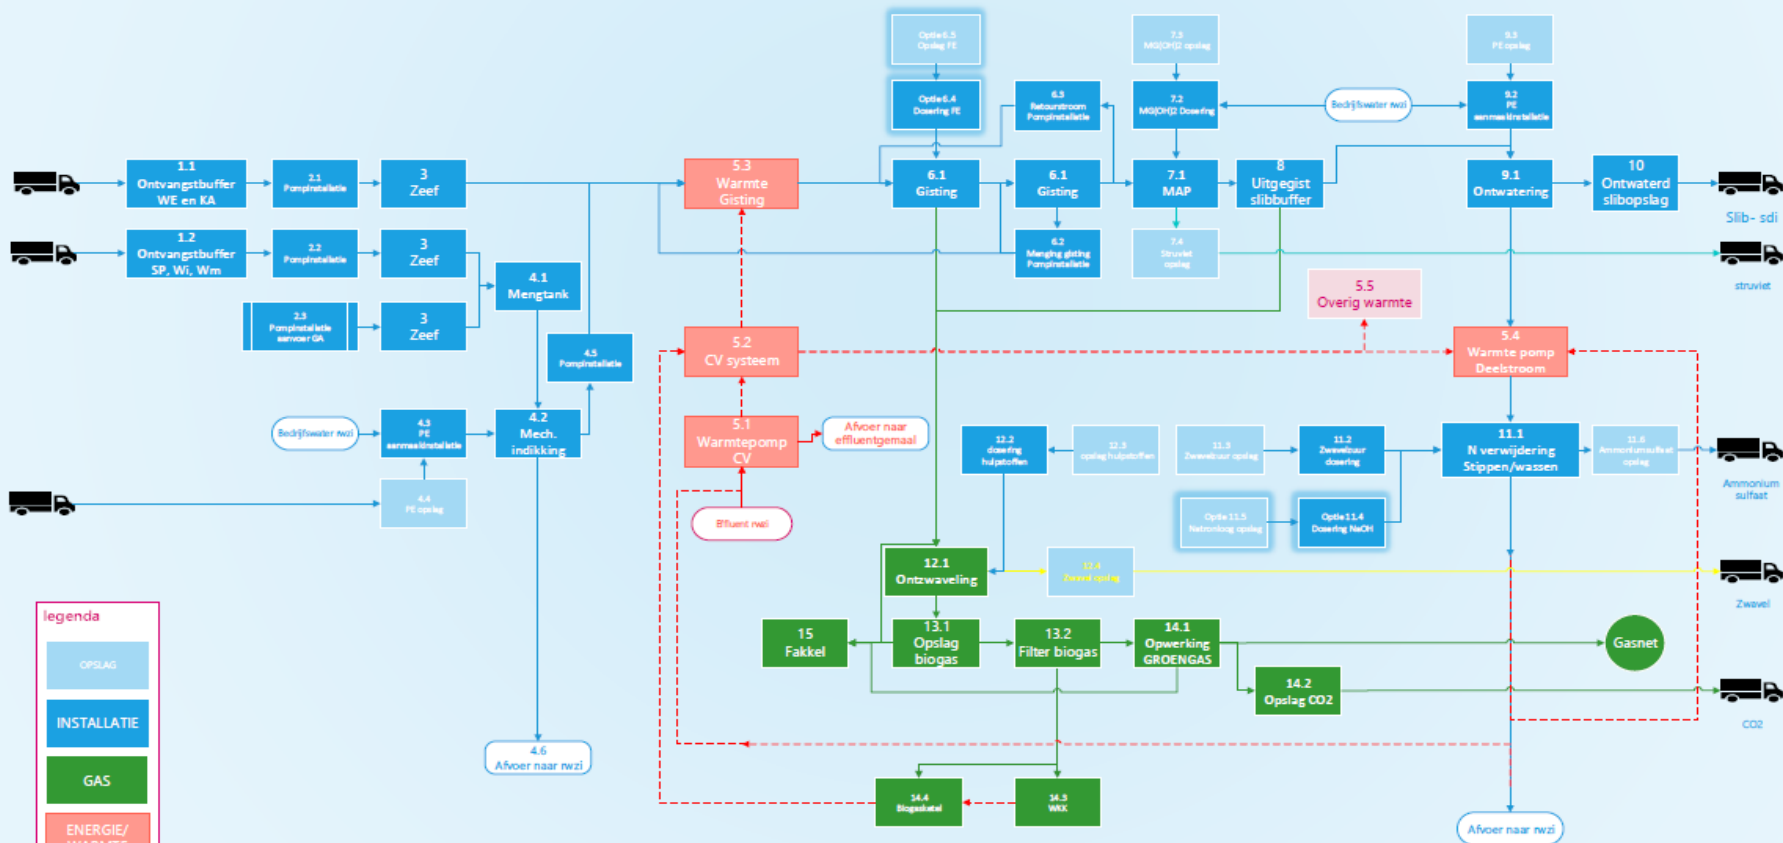 Optie 6.5
Opslag FE
7.3
MG(OH)2 opslag
9.3
PE opslag
Optie 6.4
Dosering FE
6.3
Retourstroom
Pompinstallatie
7.2
MG(OH)2 Dosering
Bedrijfswater rwzi
9.2
PE
aanmaakinstallatie
1.1
Ontvangstbuffer
WE en KA
2.1
Pompinstallatie
3
Zeef
5.3
Warmte
Gisting
6.1
Gisting
6.1
Gisting
7.1
MAP
8
Uitgegist
slibbuffer
9.1
Ontwatering
10
Ontwaterd
slibopslag
Slib- sdi
1.2
Ontvangstbuffer
SP, Wi, Wm
2.2
Pompinstallatie
3
Zeef
4.1
Mengtank
6.2
Menging gisting
Pompinstallatie
7.4
Struviet
opslag
struviet
2.3
Pompinstallatie
aanvoer GA
3
Zeef
5.5
Overig warmte
4.5
Pompinstallatie
5.2
CV systeem
5.4
Warmte pomp
Deelstroom
Bedrijfswater rwzi
4.3
PE
aanmaakinstallatie
4.2
Mech.
indikking
5.1
Warmtepomp
CV
Afvoer naar
effluentgemaal
12.2
dosering
hulpstoffen
12.3
opslag hulpstoffen
11.3
Zwavelzuur opslag
11.2
Zwavelzuur
dosering
11.1
N verwijdering
Stippen/wassen
11.6
Ammoniumsulfaat
opslag
Ammonium
sulfaat
4.4
PE opslag
Effluent rwzi
Optie 11.5
Natronloog opslag
Optie 11.4
Dosering NaOH
12.1
Ontzwaveling
12.4
Zwavel opslag
Zwavel
legenda
OPSLAG
INSTALLATIE
GAS
ENERGIE/
WARMTE
15
Fakkel
13.1
Opslag
biogas
13.2
Filter biogas
14.1
Opwerking
GROENGAS
Gasnet
14.2
Opslag CO2
CO2
4.6
Afvoer naar rwzi
14.4
Biogasketel
14.3
WKK
Afvoer naar rwzi